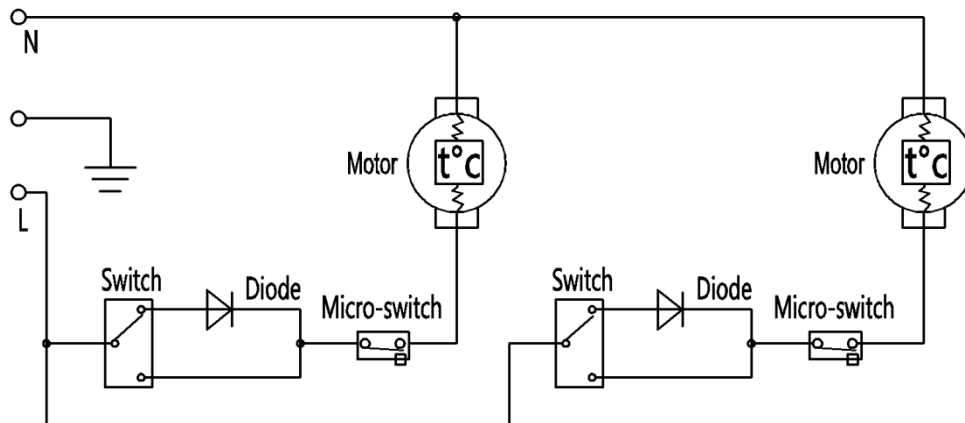 N
Motor
t°c
Motor
t°c
L
Switch
Diode
Micro-switch
Switch
Diode
Micro-switch